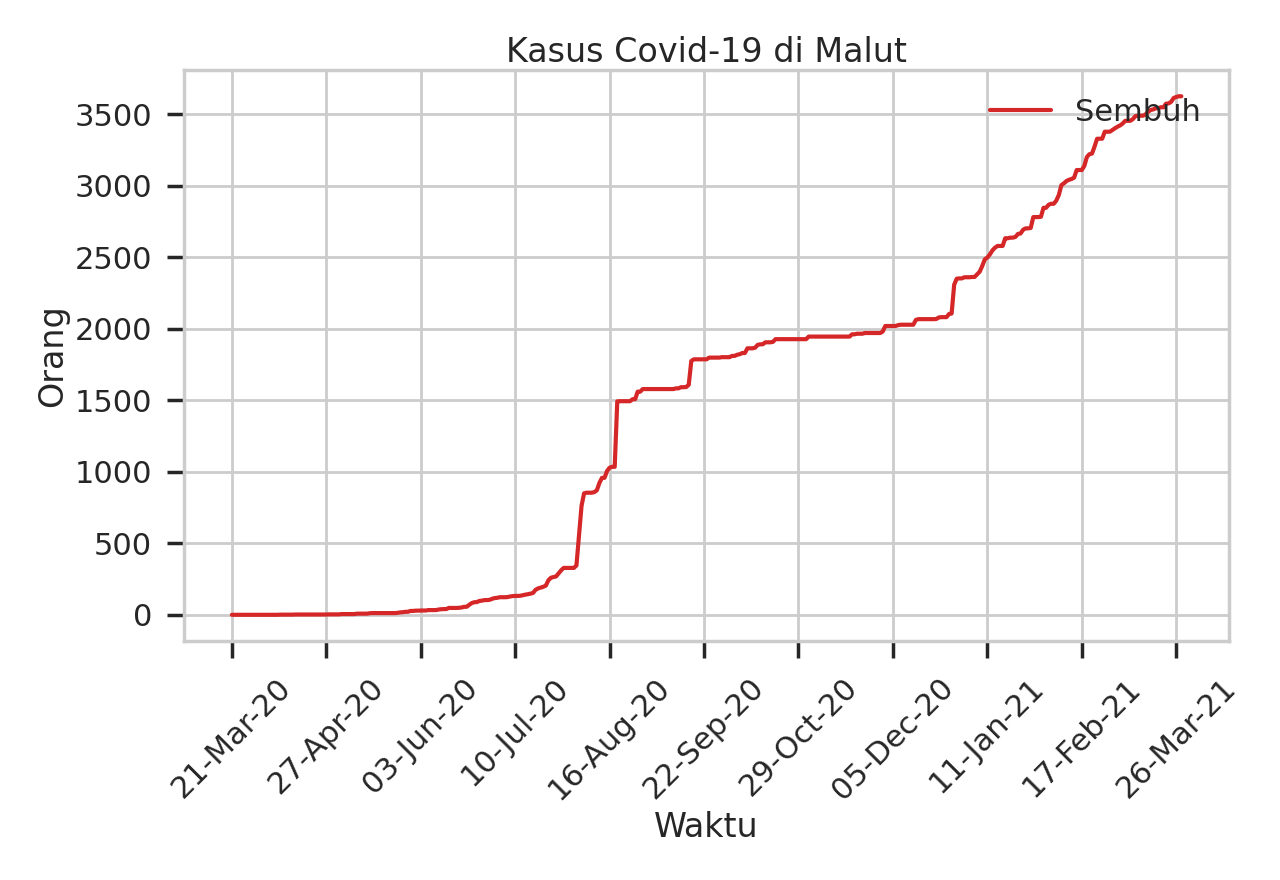 Kasus Covid-19 di Malut
Sembuh
3500
3000
2500
2000
1500
1000
500
0
Orang
21-Mar-20
27-Apr-20
03-Jun-20
10-Jul-20
16-Aug-20
22-Sep-20
29-Oct-20
05-Dec-20
11-Jan-21
17-Feb-21
26-Mar-21
Waktu